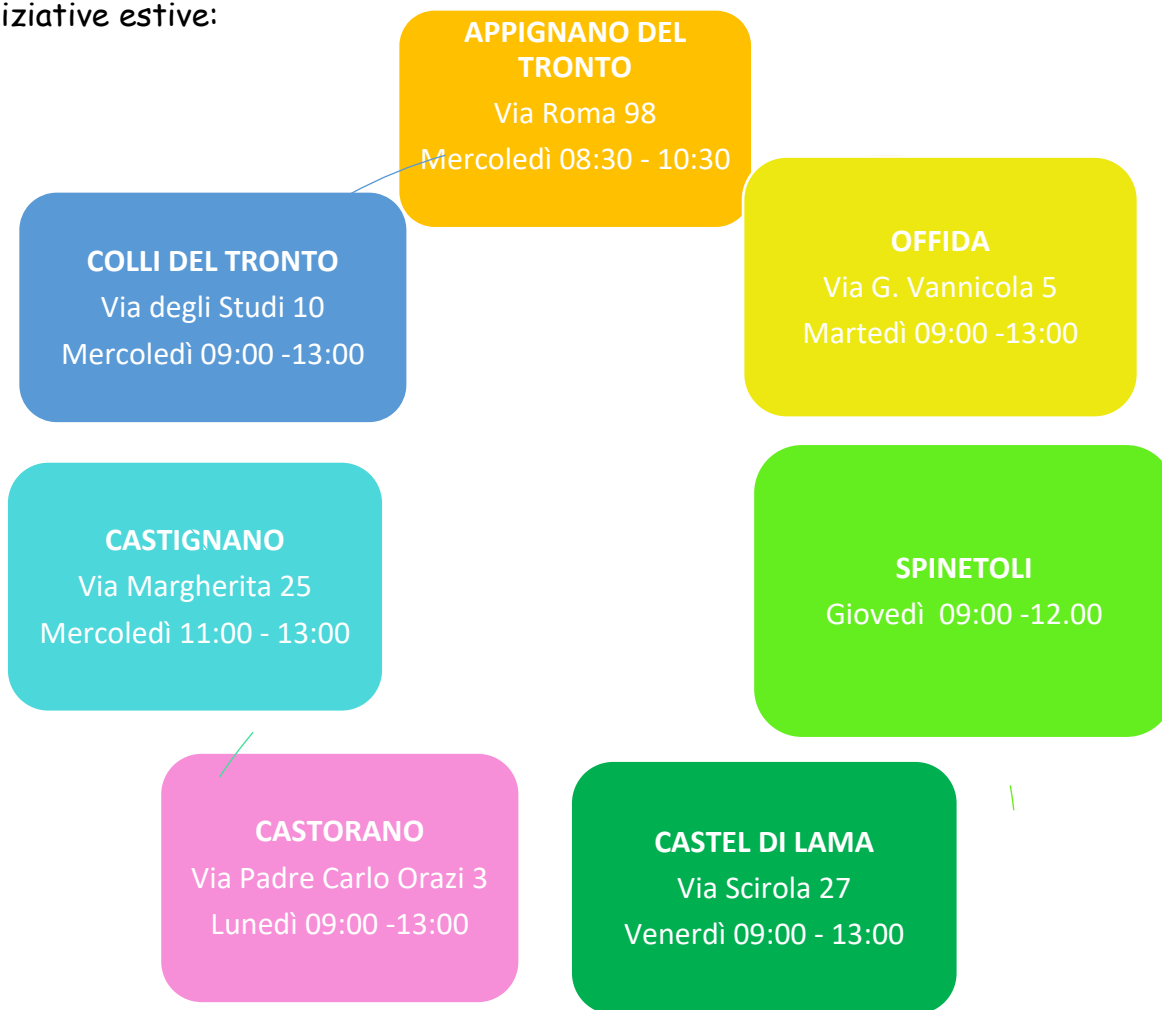 iziative estive:
APPIGNANO DEL
TRONTO
Via Roma 98
Mercoledì 08:30 - 10:30
OFFIDA
Via G. Vannicola 5
Martedì 09:00 -13:00
SPINETOLI
Giovedì  09:00 -12.00
CASTEL DI LAMA
Via Scirola 27
Venerdì 09:00 - 13:00
CASTORANO
Via Padre Carlo Orazi 3
Lunedì 09:00 -13:00
CASTIGNANO
Via Margherita 25
Mercoledì 11:00 - 13:00
COLLI DEL TRONTO
Via degli Studi 10
Mercoledì 09:00 -13:00